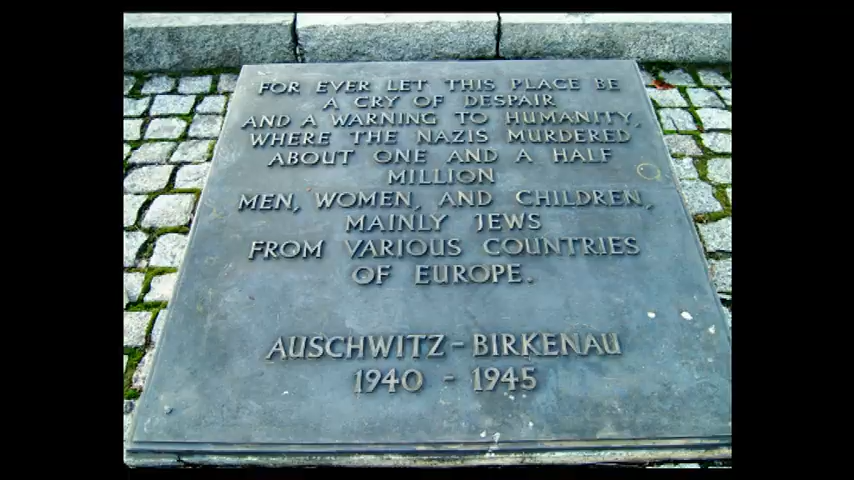 FOR EVER LET THIS PLACE BE
A CRY OF DESPAIR
AND A WARNING TO HUMANITY,
WHERE THE NAZIS MURDERED
ABOUT ONE AND A HALF
MILLION
MEN, WOMEN, AND CHILDREN,
MAINLY JEWS
FROM VARIOUS COUNTRIES
OF EUROPE.
AUSCHWITZ - BIRKENAU
1940 - 1945